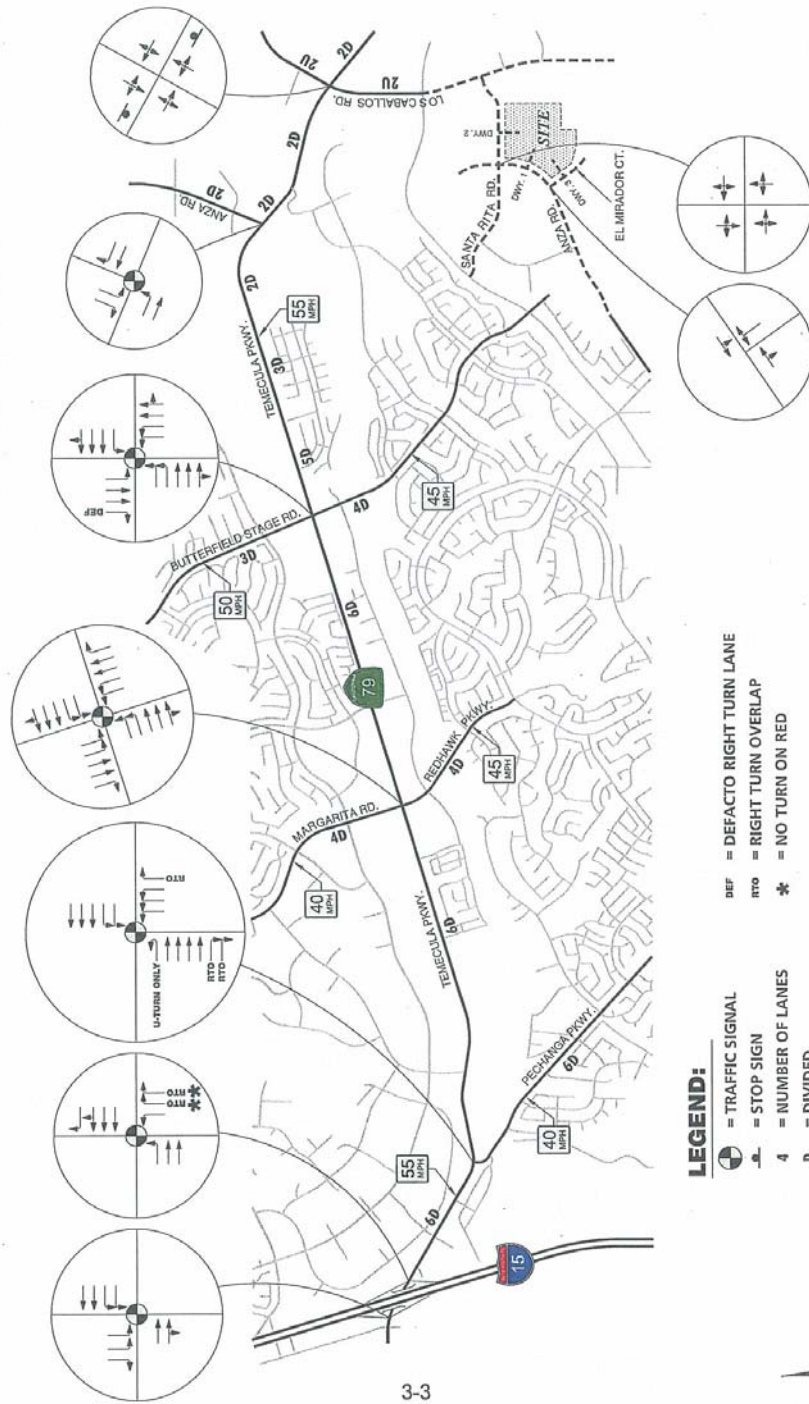 DEF
U-TURN ONLY
RTO
RTO
RTO
RTO
RTO
**
ANZA RD.
2D
2D
2D
2D
2D
2U
2U
LOS CABALLOS RD.
TEMECULA PKWY.
55
MPH
3D
5D
BUTTERFIELD STAGE RD.
3D
50
MPH
4D
45
MPH
6D
79
MARGARITA RD.
4D
40
MPH
REDHAWK PKWY.
4D
45
MPH
TEMECULA PKWY.
6D
PECHANGA PKWY.
6D
40
MPH
55
MPH
6D
15
SANTA RITA RD.
DWY. 2
SITE
DWY. 1
DWY. 3
ANZA RD.
EL MIRADOR CT.
LEGEND:
= TRAFFIC SIGNAL
= STOP SIGN
4 = NUMBER OF LANES
D = DIVIDED
DEF = DEFACTO RIGHT TURN LANE
RTO = RIGHT TURN OVERLAP
* = NO TURN ON RED
3-3